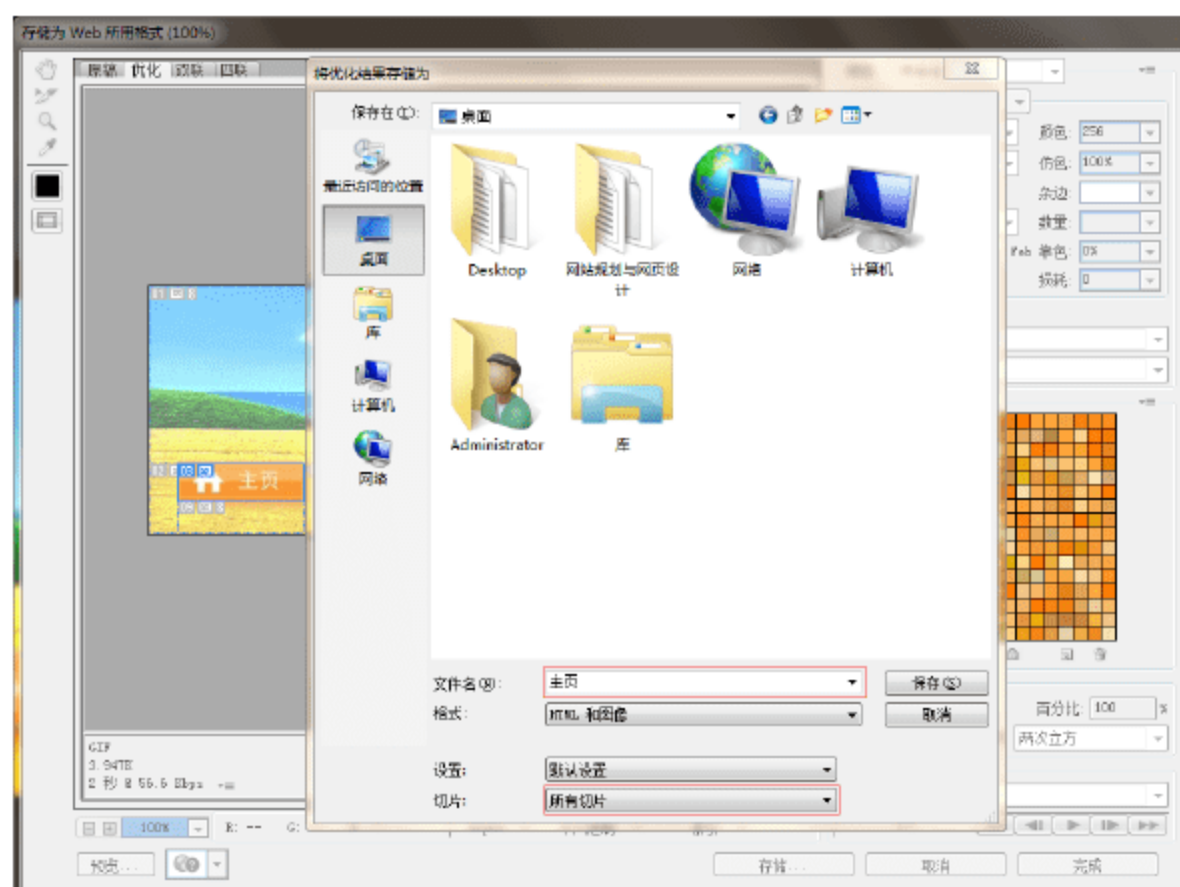 存储为 Web 所用格式 (100%)
原稿 优化 双联 四联
将优化结果存储为
保存在(I):
桌面
最近访问的位置
桌面
库
计算机
网络
Desktop
网站规划与网页设计
网络
计算机
Administrator
库
颜色: 256
仿色: 100%
杂边:
数量:
Web 靠色: 0%
损耗: 0
主页
文件名(N): 主页
保存(S)
格式: HTML 和图像
取消
设置: 默认设置
切片: 所有切片
百分比: 100 %
两次立方
GIF
3.947K
2 秒 @ 56.6 Kbps
100% R: -- G:
预览...
存储...
取消
完成